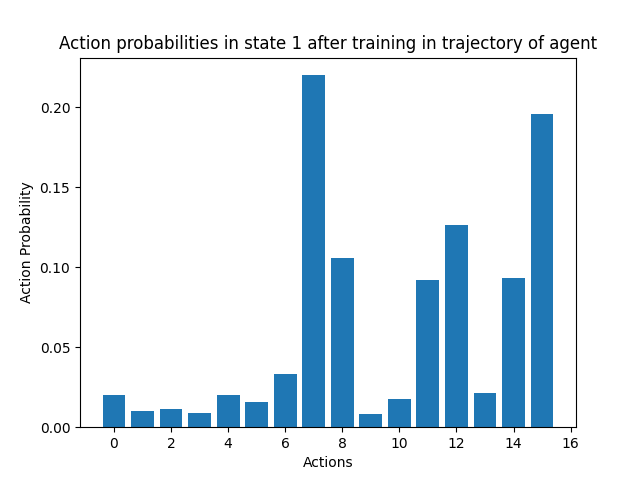 Action probabilities in state 1 after training in trajectory of agent
0.20
0.15
0.10
0.05
0.00
Action Probability
0 2 4 6 8 10 12 14 16
Actions